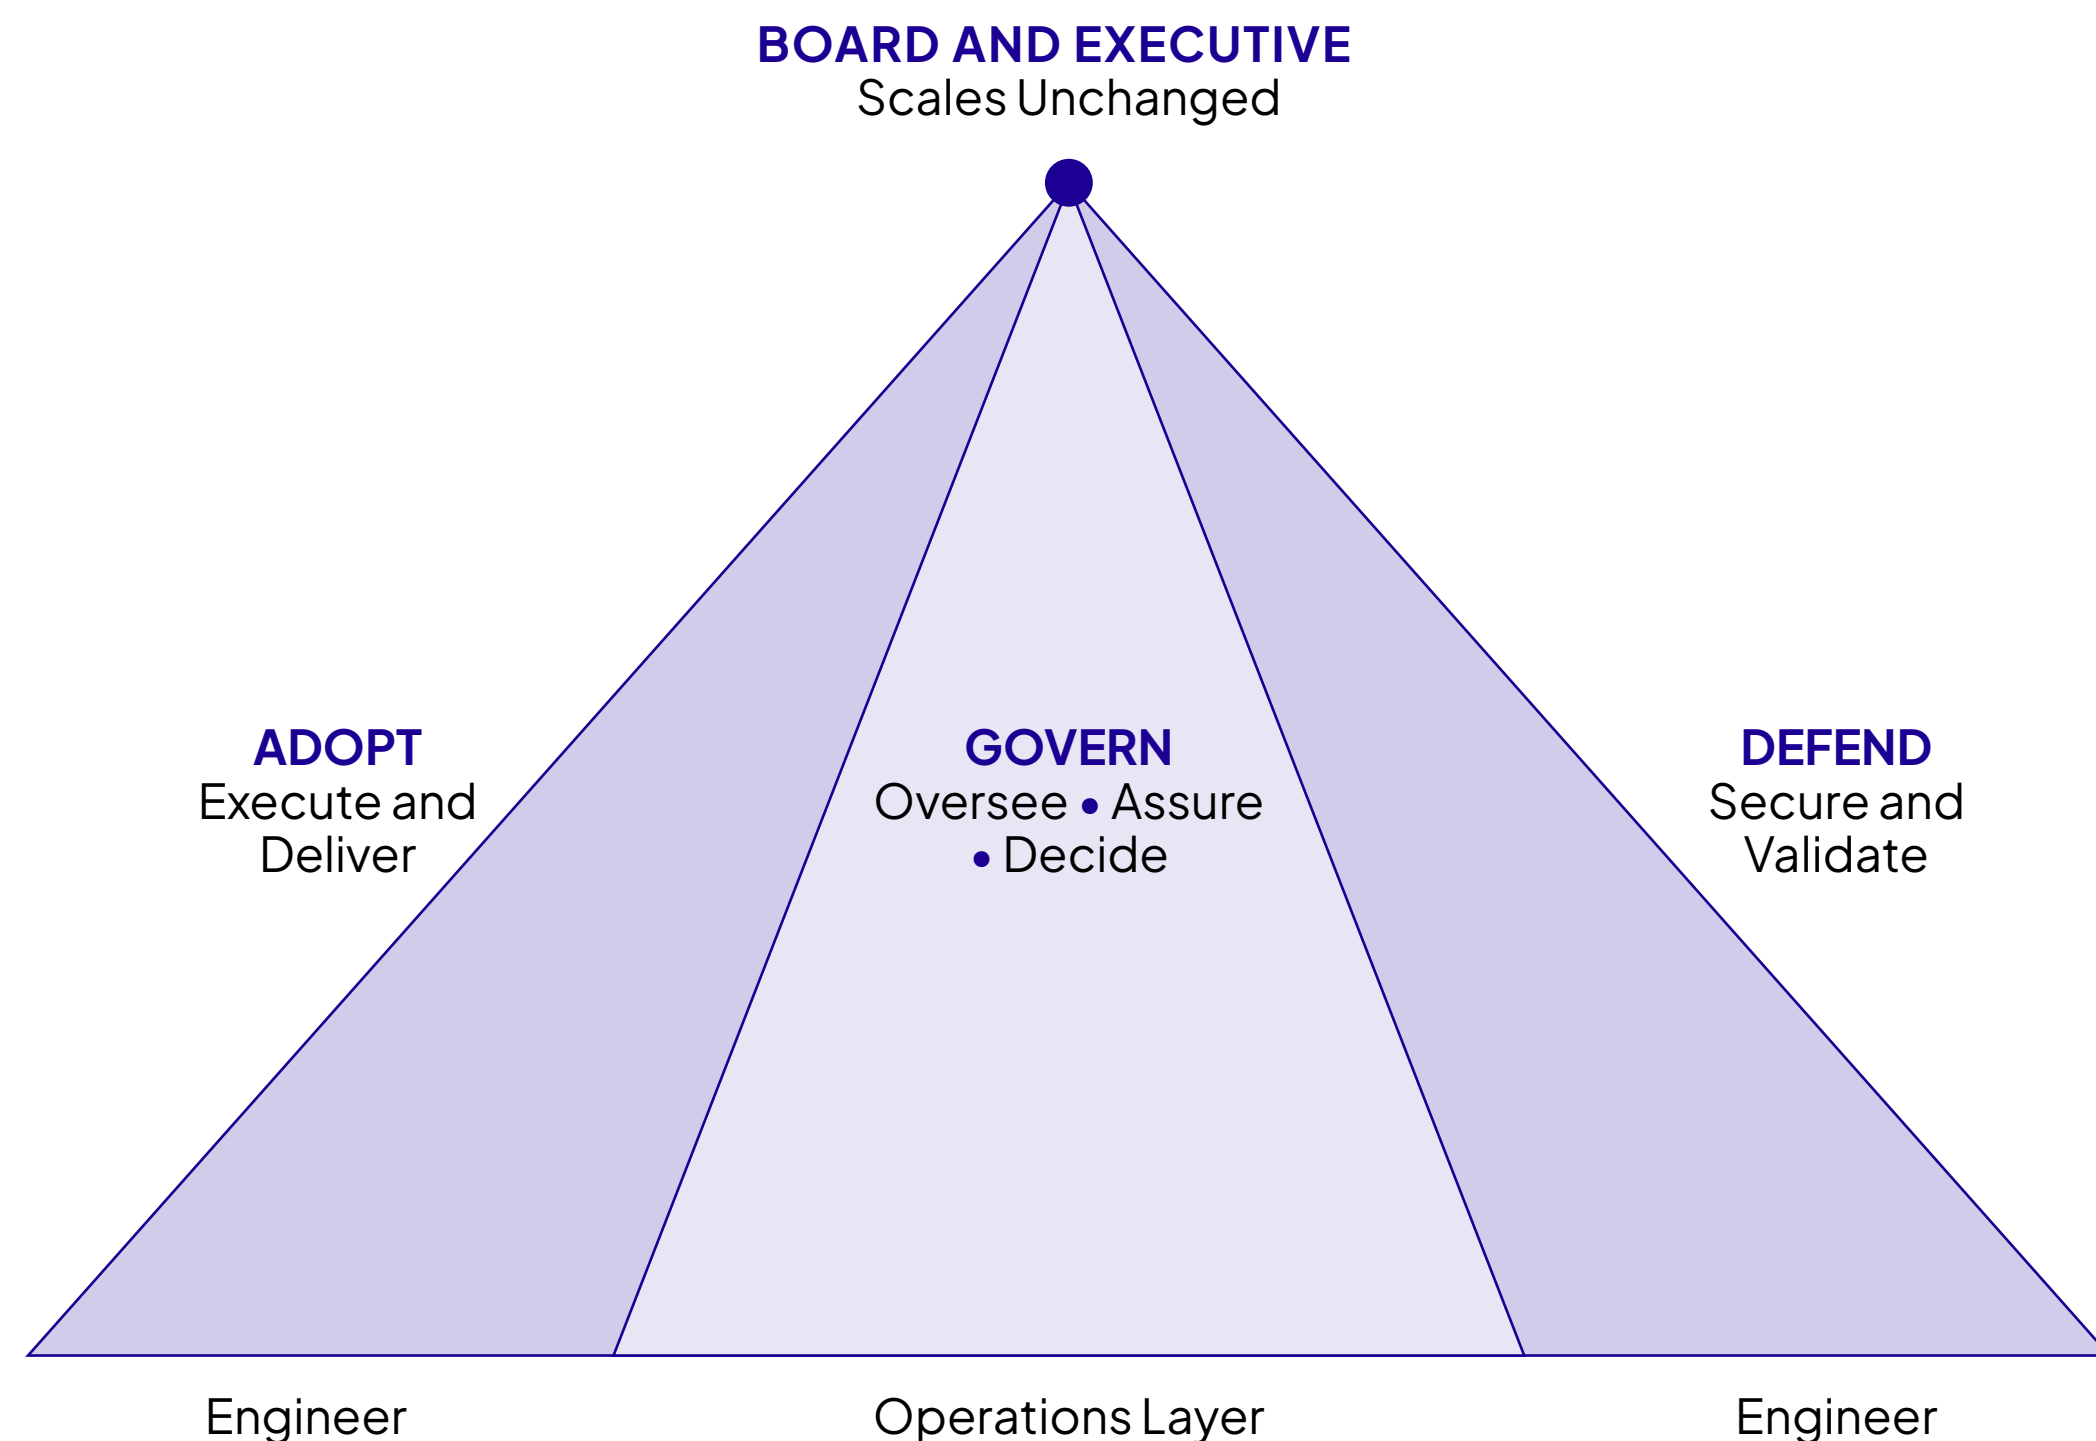 BOARD AND EXECUTIVE
Scales Unchanged
ADOPT
Execute and
Deliver
GOVERN
Oversee • Assure
• Decide
DEFEND
Secure and
Validate
Engineer
Operations Layer
Engineer